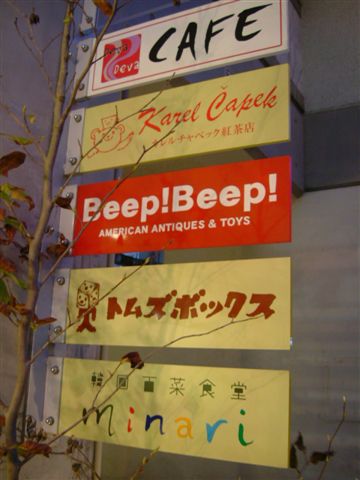 Deva CAFE
Karel Čapek
カレルチャペック紅茶店
Beep!Beep!
AMERICAN ANTIQUES & TOYS
トムズボックス
韓国菜食堂
minari